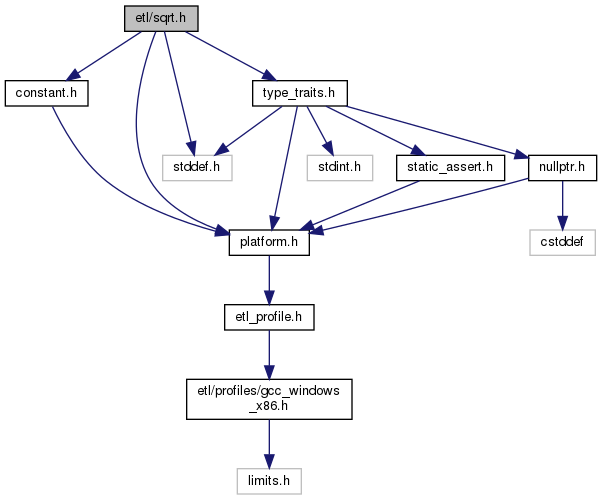 etl/sqrt.h
constant.h
type_traits.h
stddef.h
stdint.h
static_assert.h
nullptr.h
platform.h
cstddef
etl_profile.h
etl/profiles/gcc_windows
_x86.h
limits.h